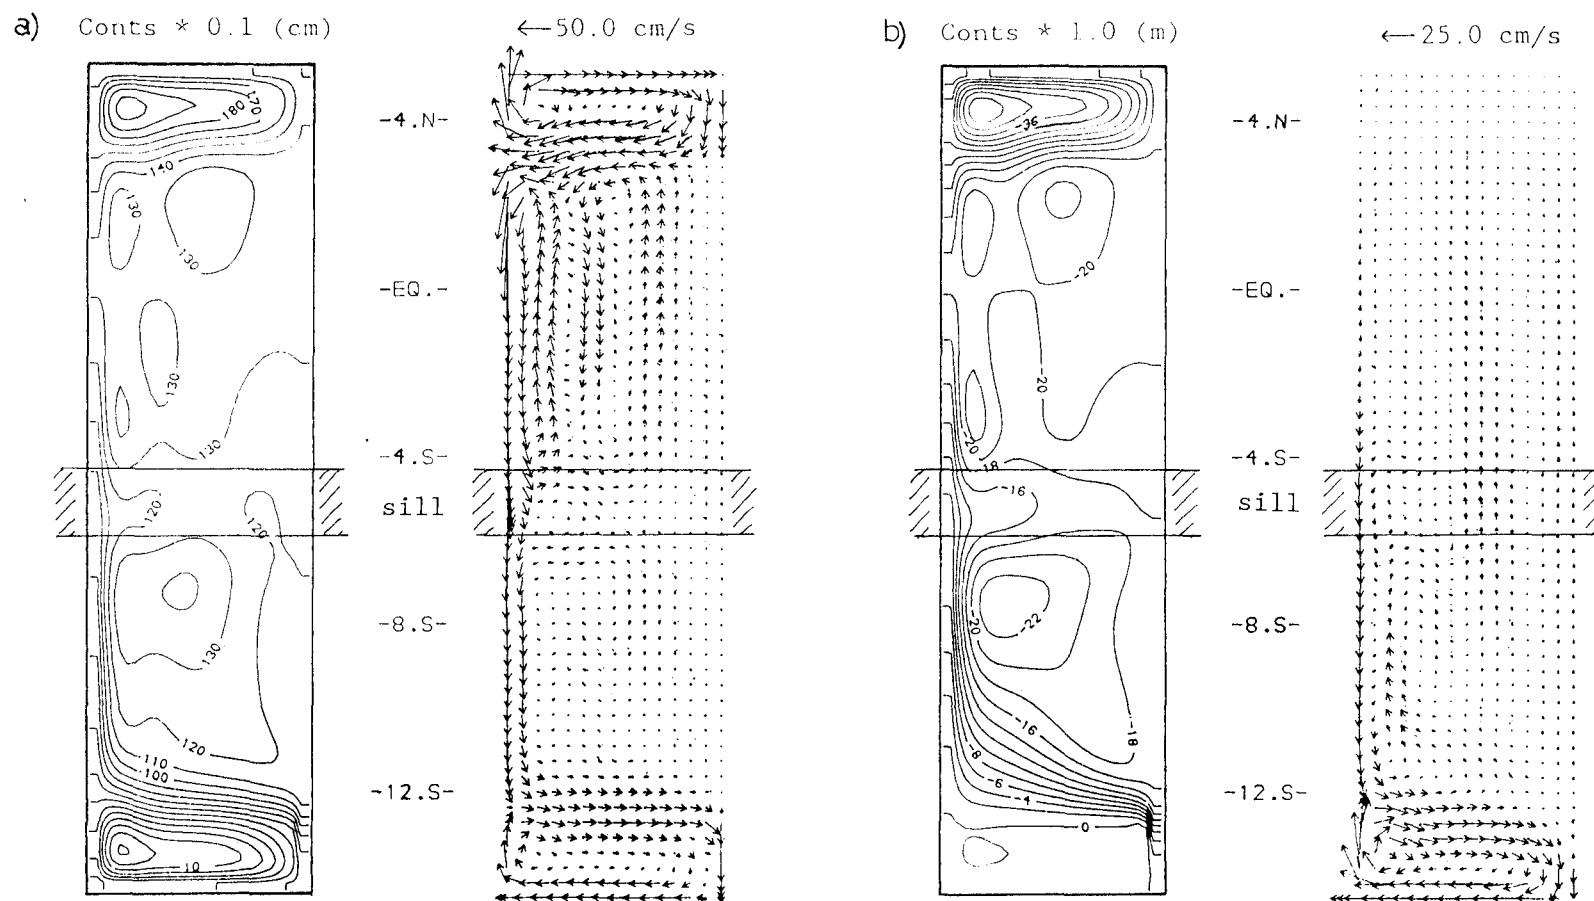 a) Conts * 0.1 (cm)
←50.0 cm/s
b) Conts * 1.0 (m)
←25.0 cm/s
180
170
140
130
130
130
130
120
120
130
120
110
100
10
-4.N-
-EQ.-
-4.S-
sill
-8.S-
-12.S-
-36
-20
-20
-20
-18
-16
-20
-22
-16
-18
-8
-6
-4
0
-4.N-
-EQ.-
-4.S-
sill
-8.S-
-12.S-